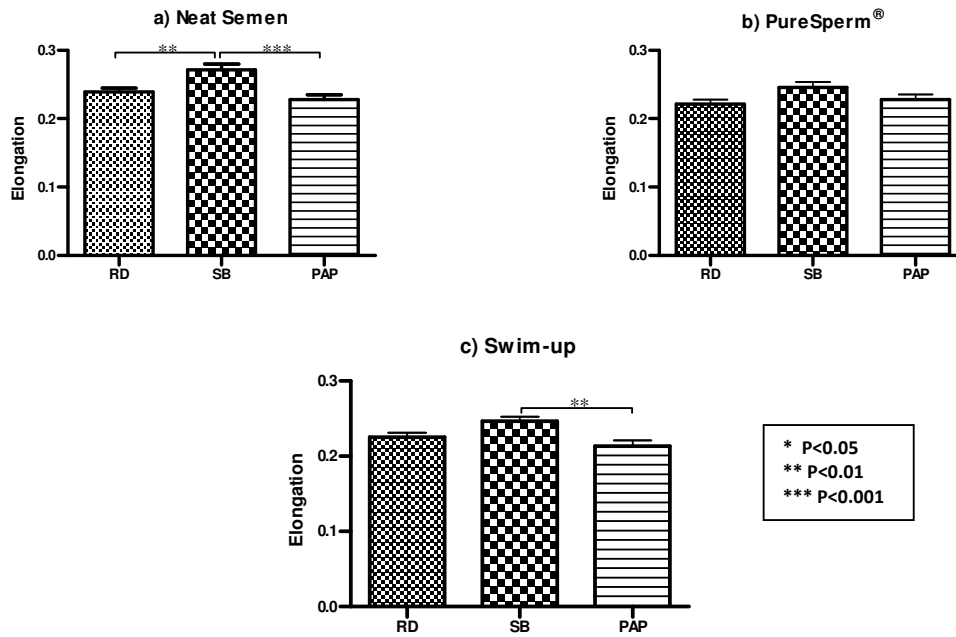 a) Neat Semen
** ***
0.3
0.2
0.1
0.0
Elongation
RD SB PAP
b) PureSperm®
0.3
0.2
0.1
0.0
Elongation
RD SB PAP
c) Swim-up
**
0.3
0.2
0.1
0.0
Elongation
RD SB PAP
* P<0.05
** P<0.01
*** P<0.001